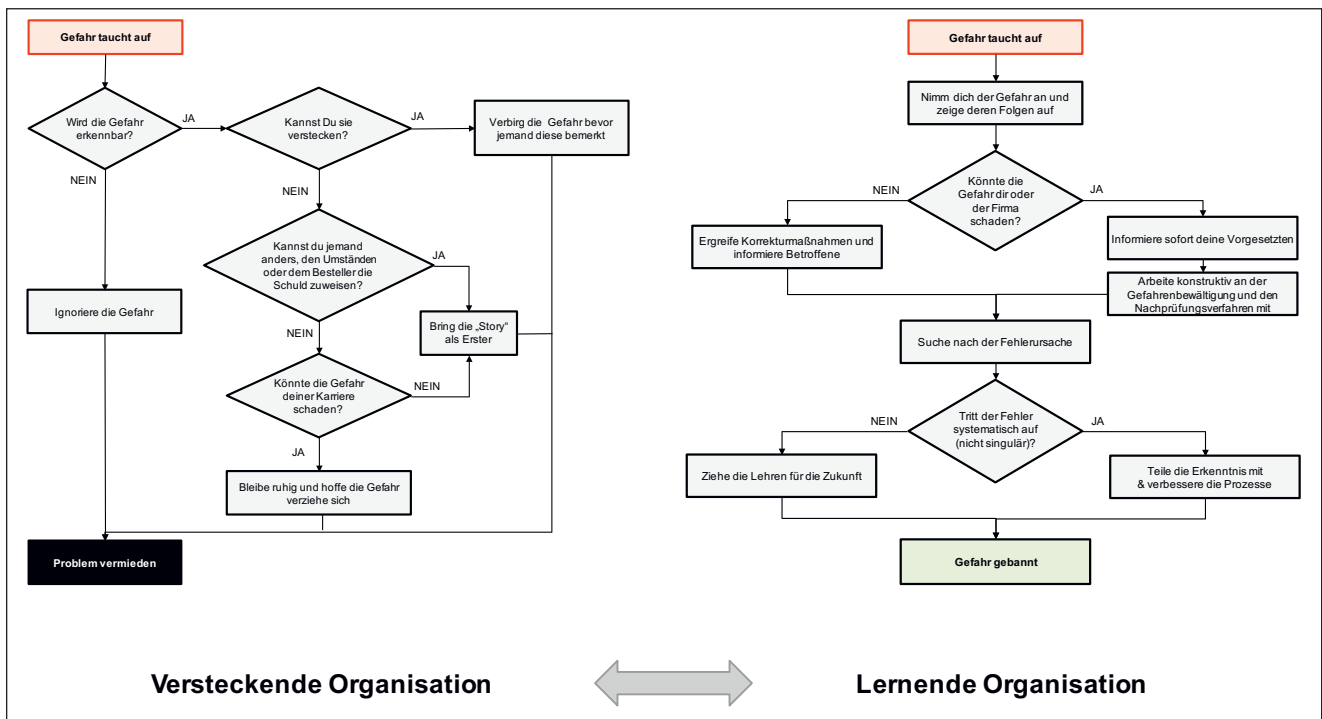 Gefahr taucht auf
Wird die Gefahr
erkennbar?
JA
Kannst Du sie
verstecken?
JA
Verbirg die Gefahr bevor
jemand diese bemerkt
NEIN
NEIN
Kannst du jemand
anders, den Umständen
oder dem Besteller die
Schuld zuweisen?
JA
Ignoriere die Gefahr
NEIN
Bring die „Story”
als Erster
Könnte die Gefahr
deiner Karriere
schaden?
NEIN
JA
Bleibe ruhig und hoffe die Gefahr
verziehe sich
Problem vermieden
Versteckende Organisation
Gefahr taucht auf
Nimm dich der Gefahr an und
zeige deren Folgen auf
Könnte die
Gefahr dir oder
der Firma
schaden?
NEIN
JA
Ergreife Korrekturmaßnahmen und
informiere Betroffene
Informiere sofort deine Vorgesetzten
Arbeite konstruktiv an der
Gefahrenbewältigung und den
Nachprüfungsverfahren mit
Suche nach der Fehlerursache
Tritt der Fehler
systematisch auf
(nicht singulär)?
NEIN
JA
Ziehe die Lehren für die Zukunft
Teile die Erkenntnis mit
& verbessere die Prozesse
Gefahr gebannt
Lernende Organisation